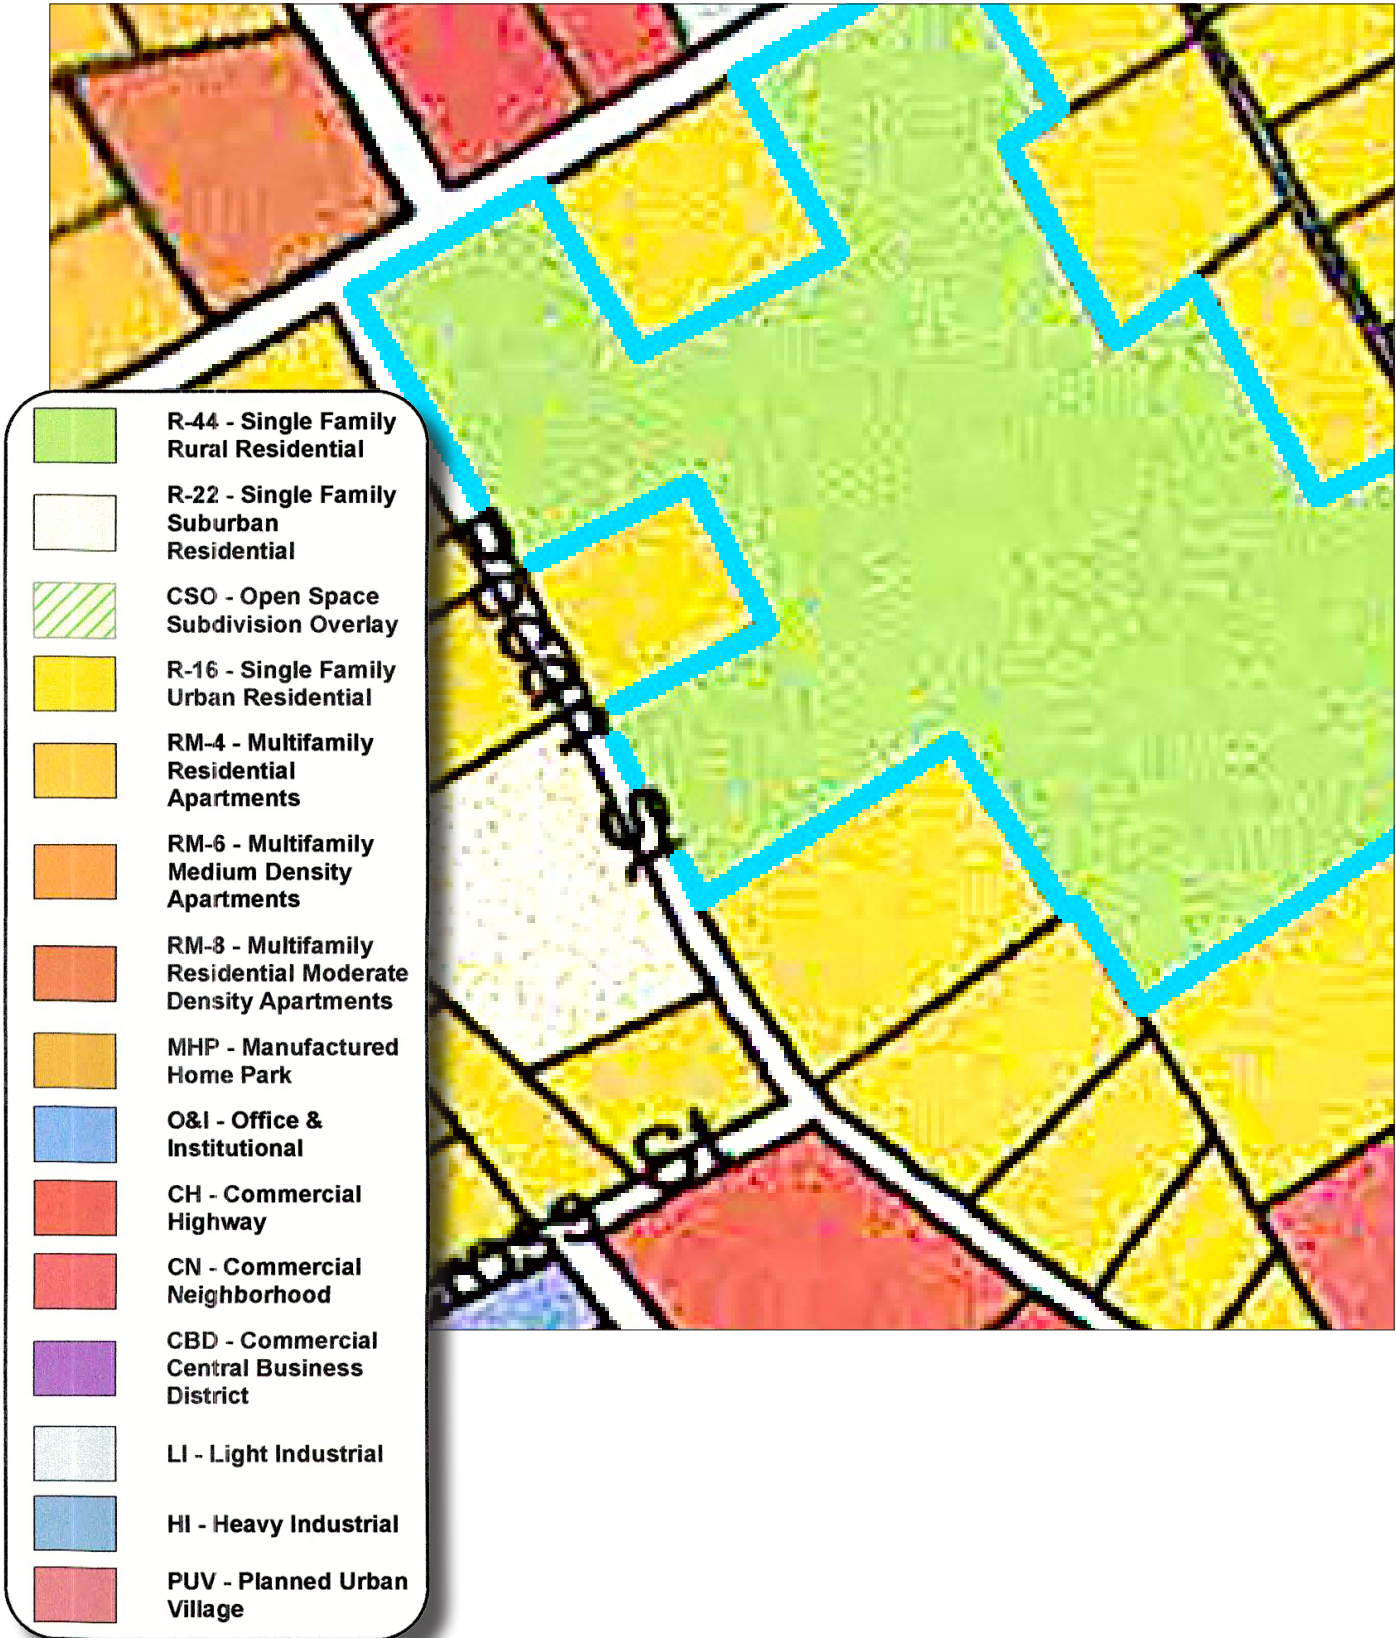 R-44 - Single Family
Rural Residential
R-22 - Single Family
Suburban
Residential
CSO - Open Space
Subdivision Overlay
R-16 - Single Family
Urban Residential
RM-4 - Multifamily
Residential
Apartments
RM-6 - Multifamily
Medium Density
Apartments
RM-8 - Multifamily
Residential Moderate
Density Apartments
MHP - Manufactured
Home Park
O&I - Office &
Institutional
CH - Commercial
Highway
CN - Commercial
Neighborhood
CBD - Commercial
Central Business
District
LI - Light Industrial
HI - Heavy Industrial
PUV - Planned Urban
Village
St
St